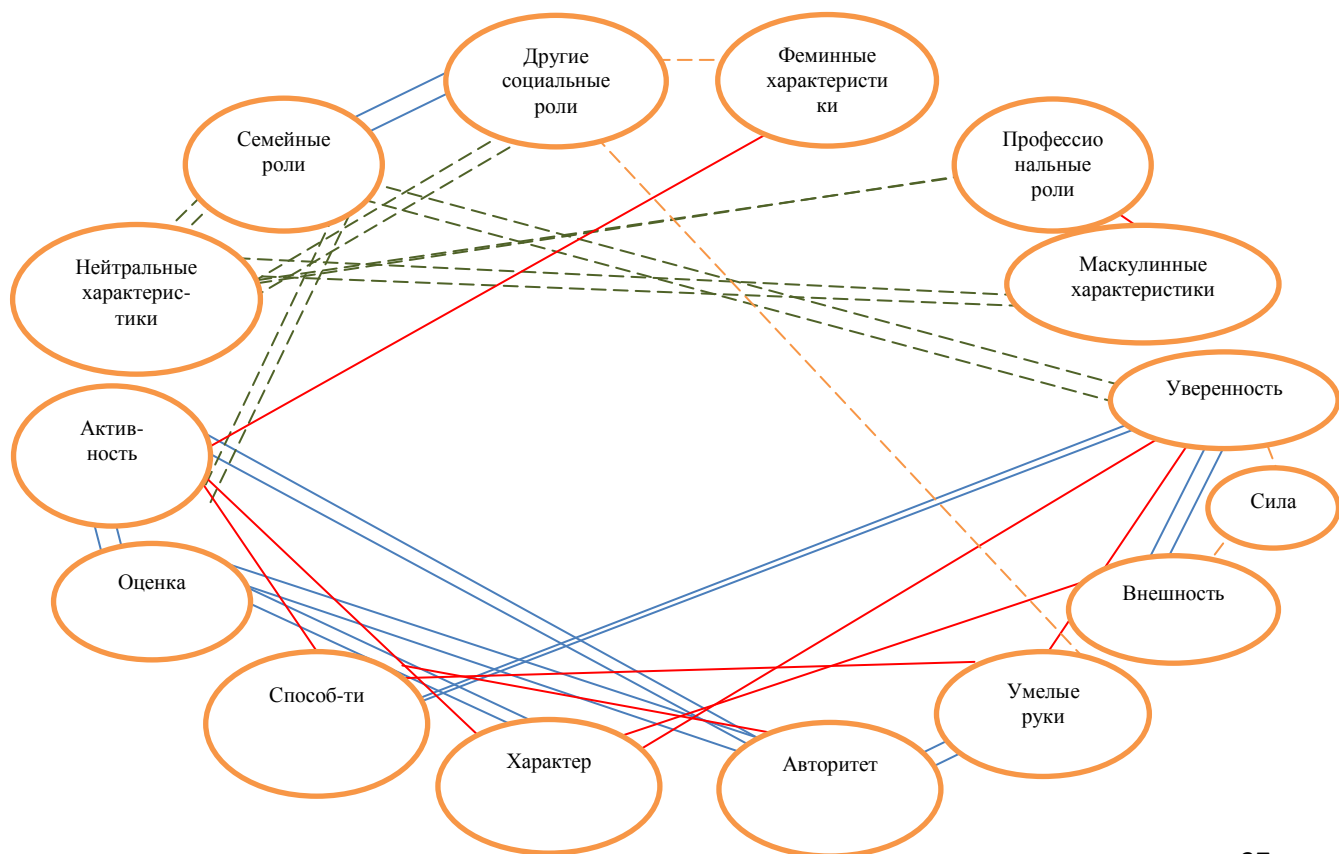 Другие
социальные
роли
Феминные
характеристи
ки
Семейные
роли
Профессио
нальные
роли
Нейтральные
характерис-
тики
Маскулинные
характеристики
Уверенность
Актив-
ность
Сила
Оценка
Внешность
Способ-ти
Умелые
руки
Характер
Авторитет